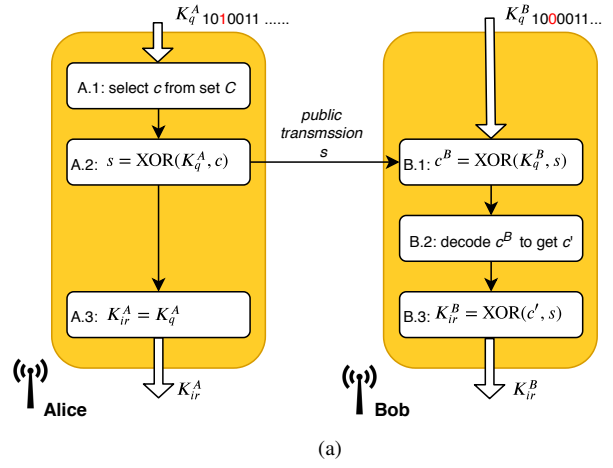 K_q^A 1010011 ......
K_q^B 1000011...
A.1: select c from set C
public
transmssion
s
A.2: s = XOR(K_q^A, c)
B.1: c^B = XOR(K_q^B, s)
B.2: decode c^B to get c'
A.3: K_ir^A = K_q^A
B.3: K_ir^B = XOR(c', s)
K_ir^A
K_ir^B
Alice
Bob
(a)